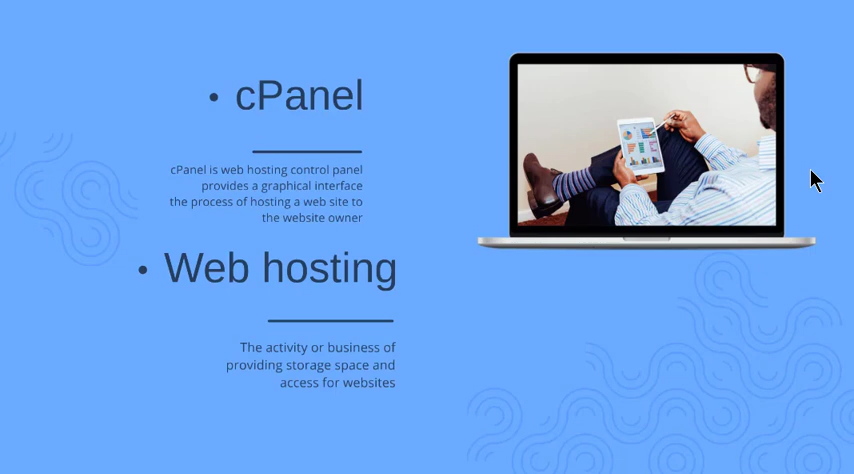 • cPanel
cPanel is web hosting control panel
provides a graphical interface
the process of hosting a web site to
the website owner
• Web hosting
The activity or business of
providing storage space and
access for websites